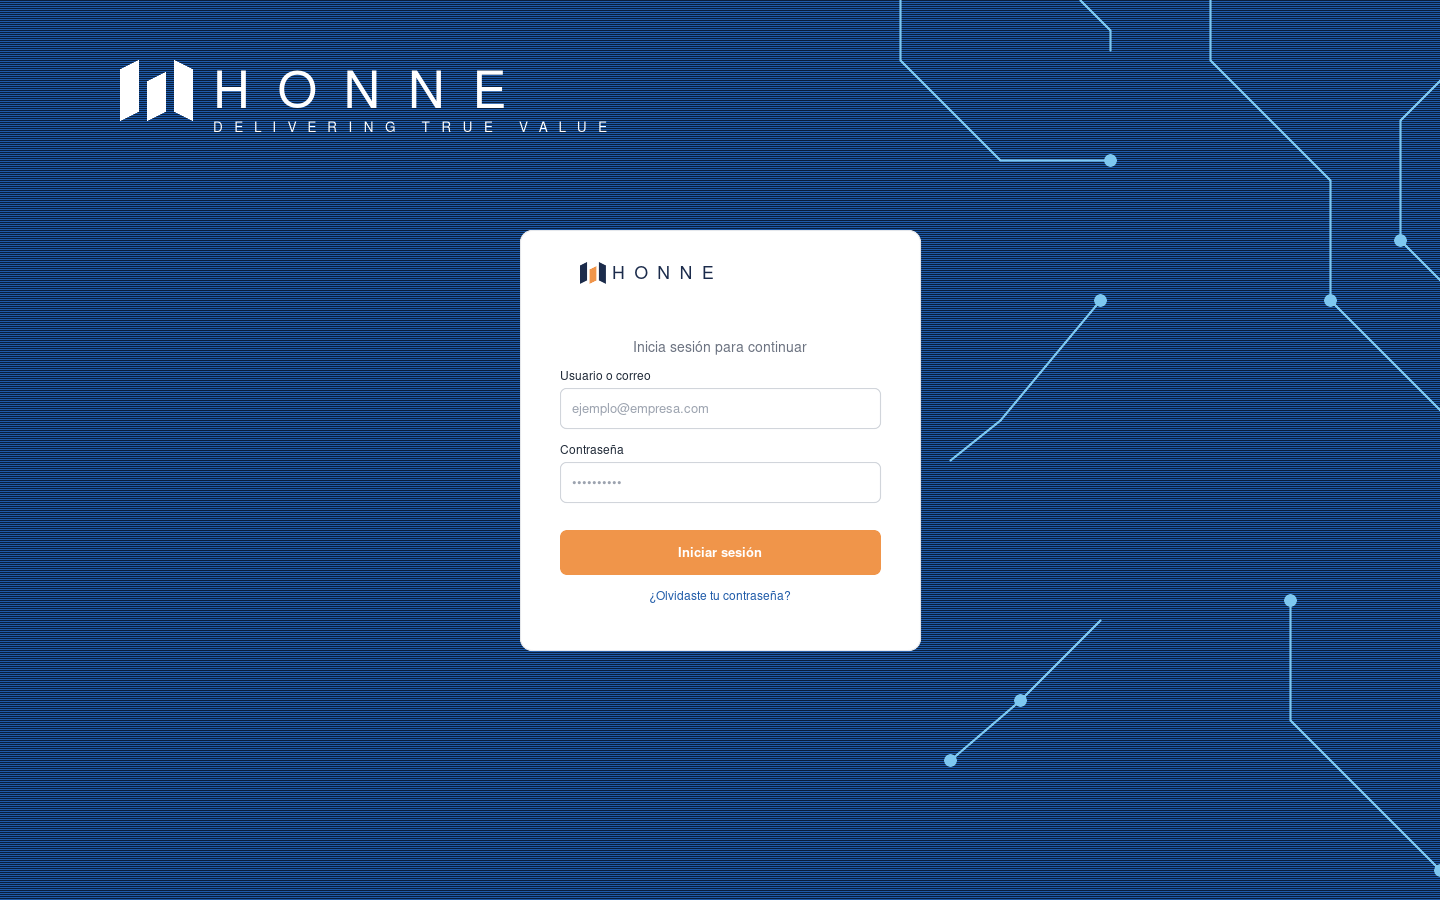 HONNE
DELIVERING TRUE VALUE
HONNE
Inicia sesión para continuar
Usuario o correo
ejemplo@empresa.com
Contraseña
••••••••••
Iniciar sesión
¿Olvidaste tu contraseña?